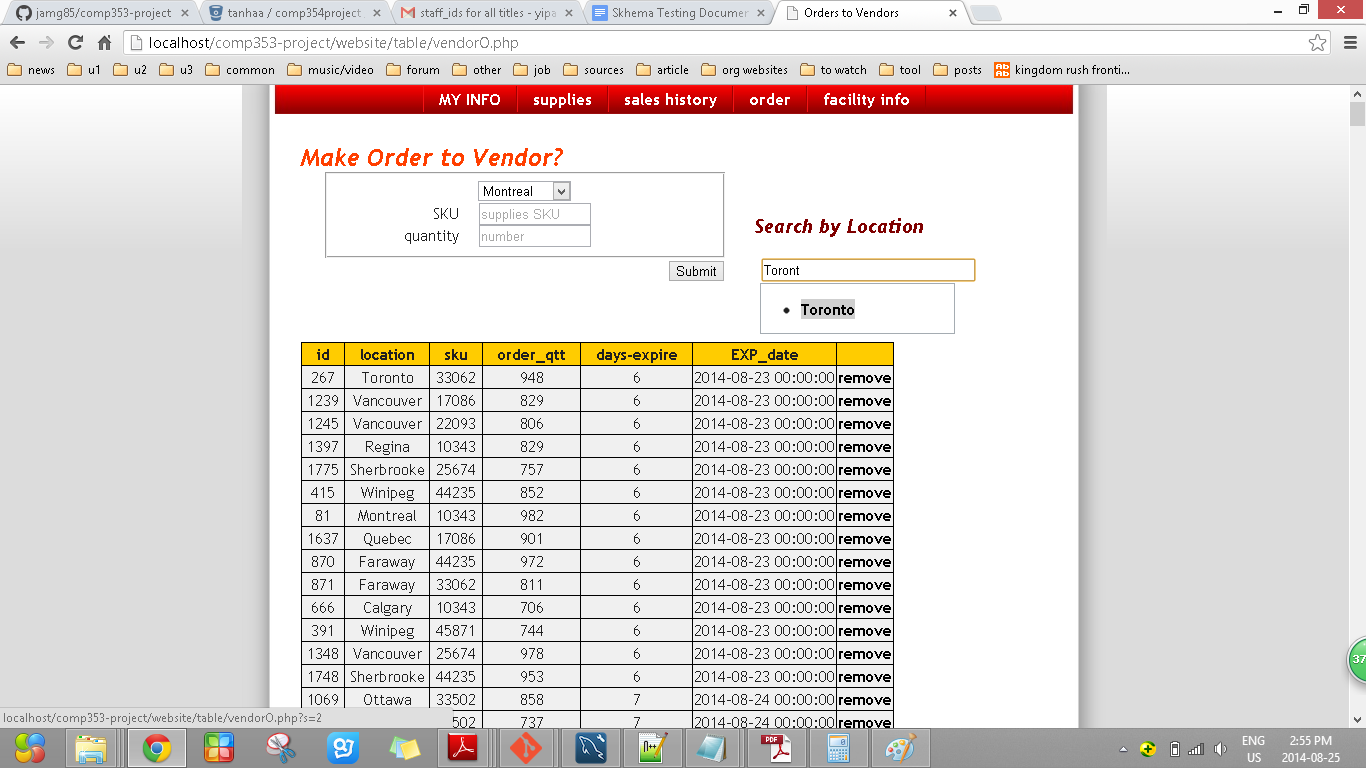 jamg85/comp353-project
tanhaa / comp354project
staff_ids for all titles - yipa
Skhema Testing Documen
Orders to Vendors
localhost/comp353-project/website/table/vendorO.php
news u1 u2 u3 common music/video forum other job sources article org websites to watch tool posts kingdom rush fronti...
MY INFO supplies sales history order facility info
Make Order to Vendor?
Montreal
SKU supplies SKU
quantity number
Submit
Search by Location
Toront
Toronto
id location sku order_qtt days-expire EXP_date
267 Toronto 33062 948 6 2014-08-23 00:00:00 remove
1239 Vancouver 17086 829 6 2014-08-23 00:00:00 remove
1245 Vancouver 22093 806 6 2014-08-23 00:00:00 remove
1397 Regina 10343 829 6 2014-08-23 00:00:00 remove
1775 Sherbrooke 25674 757 6 2014-08-23 00:00:00 remove
415 Winipeg 44235 852 6 2014-08-23 00:00:00 remove
81 Montreal 10343 982 6 2014-08-23 00:00:00 remove
1637 Quebec 17086 901 6 2014-08-23 00:00:00 remove
870 Faraway 44235 972 6 2014-08-23 00:00:00 remove
871 Faraway 33062 811 6 2014-08-23 00:00:00 remove
666 Calgary 10343 706 6 2014-08-23 00:00:00 remove
391 Winipeg 45871 744 6 2014-08-23 00:00:00 remove
1348 Vancouver 25674 978 6 2014-08-23 00:00:00 remove
1748 Sherbrooke 44235 953 6 2014-08-23 00:00:00 remove
1069 Ottawa 33502 858 7 2014-08-24 00:00:00 remove
502 737 7 2014-08-24 00:00:00 remove
localhost/comp353-project/website/table/vendorO.php?s=2
37
ENG 2:55 PM
US 2014-08-25